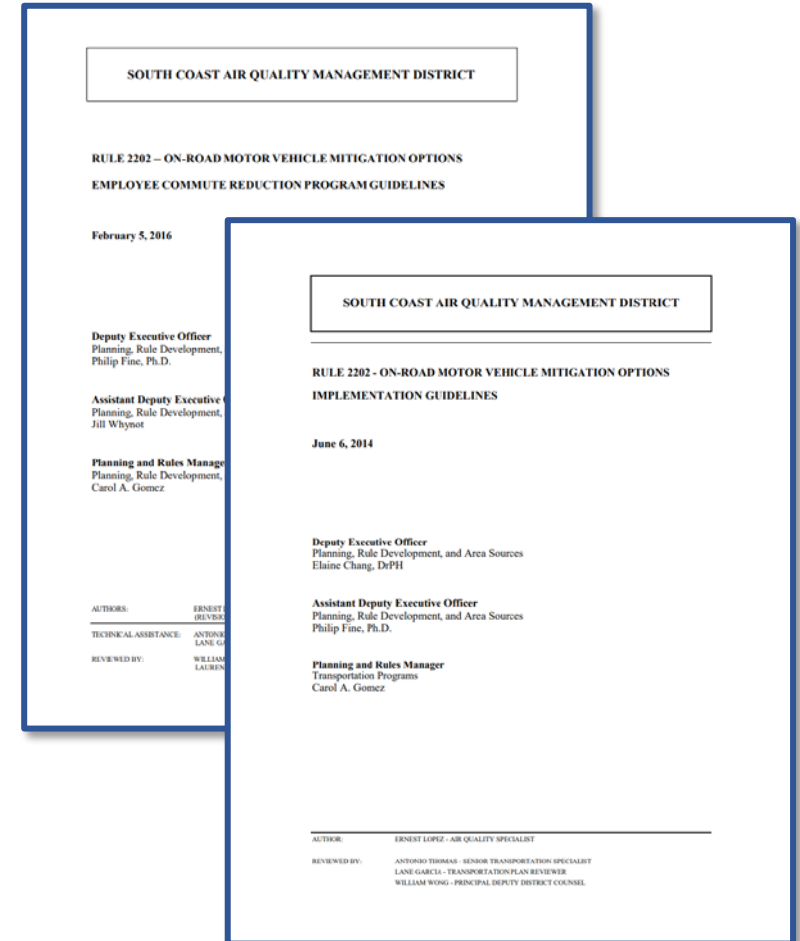 SOUTH COAST AIR QUALITY MANAGEMENT DISTRICT
RULE 2202 – ON-ROAD MOTOR VEHICLE MITIGATION OPTIONS
EMPLOYEE COMMUTE REDUCTION PROGRAM GUIDELINES
February 5, 2016
Deputy Executive Officer
Planning, Rule Development,
Philip Fine, Ph.D.
Assistant Deputy Executive
Planning, Rule Development,
Jill Whynot
Planning and Rules Manage
Planning, Rule Development,
Carol A. Gomez
AUTHORS: ERNEST
(REVISIO
TECHNICAL ASSISTANCE: ANTONIO
LANE GA
REVIEWED BY: WILLIAM
LAUREN
SOUTH COAST AIR QUALITY MANAGEMENT DISTRICT
RULE 2202 - ON-ROAD MOTOR VEHICLE MITIGATION OPTIONS
IMPLEMENTATION GUIDELINES
June 6, 2014
Deputy Executive Officer
Planning, Rule Development, and Area Sources
Elaine Chang, DrPH
Assistant Deputy Executive Officer
Planning, Rule Development, and Area Sources
Philip Fine, Ph.D.
Planning and Rules Manager
Transportation Programs
Carol A. Gomez
AUTHOR: ERNEST LOPEZ - AIR QUALITY SPECIALIST
REVIEWED BY: ANTONIO THOMAS - SENIOR TRANSPORTATION SPECIALIST
LANE GARCIA - TRANSPORTATION PLAN REVIEWER
WILLIAM WONG - PRINCIPAL DEPUTY DISTRICT COUNSEL